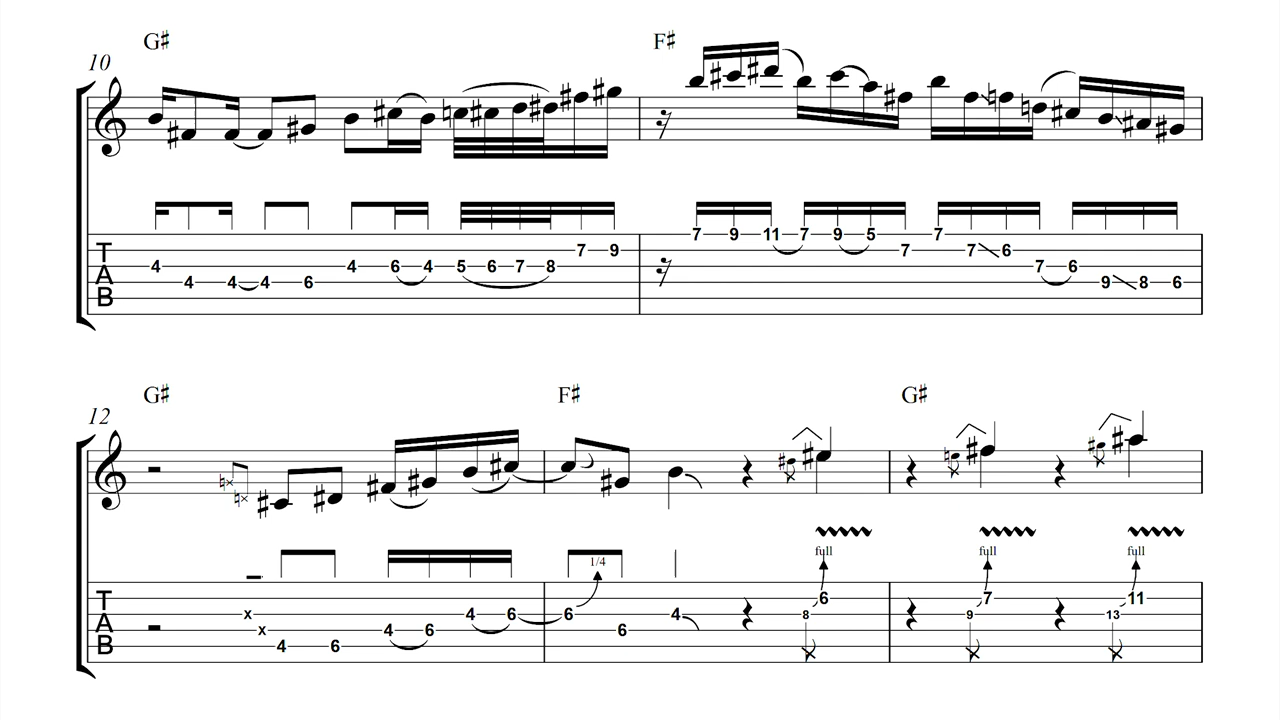 G♯ F♯
10
T 7 9 11 7 9 5 7
7 9 7 7 6
4 6 4 5 6 7 8 7 6
A 4 4 4 6 9 8 6
B
G♯ F♯ G♯
12
full full full
1/4
T 6 7 11
x 4 6 6 4 8 9 13
A x 4 6 6
B 4 6